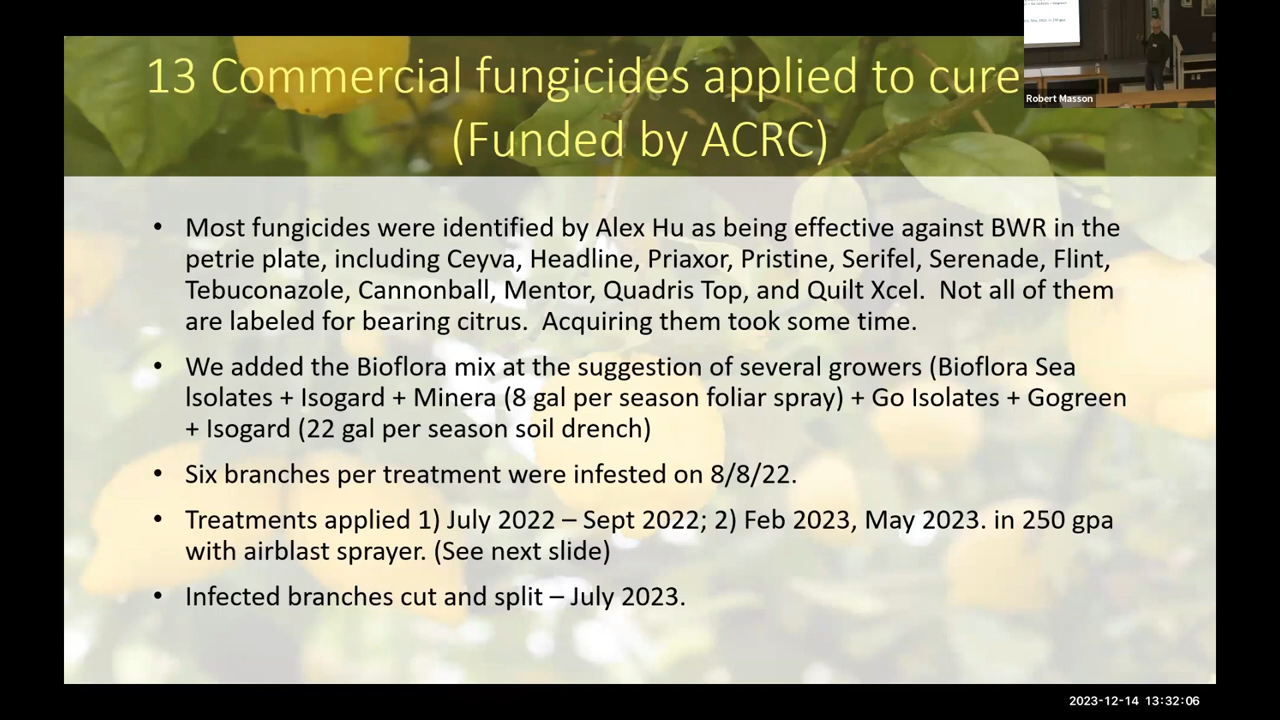 13 Commercial fungicides applied to cure
(Funded by ACRC)
Robert Masson
• Most fungicides were identified by Alex Hu as being effective against BWR in the
petrie plate, including Ceyva, Headline, Priaxor, Pristine, Serifel, Serenade, Flint,
Tebuconazole, Cannonball, Mentor, Quadris Top, and Quilt Xcel. Not all of them
are labeled for bearing citrus. Acquiring them took some time.
• We added the Bioflora mix at the suggestion of several growers (Bioflora Sea
Isolates + Isogard + Minera (8 gal per season foliar spray) + Go Isolates + Gogreen
+ Isogard (22 gal per season soil drench)
• Six branches per treatment were infested on 8/8/22.
• Treatments applied 1) July 2022 – Sept 2022; 2) Feb 2023, May 2023. in 250 gpa
with airblast sprayer. (See next slide)
• Infected branches cut and split – July 2023.
2023-12-14 13:32:06